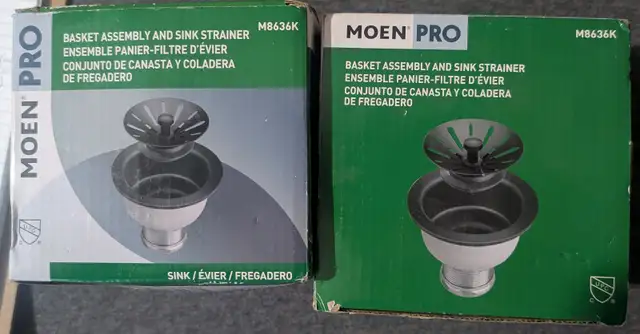 MOEN PRO
BASKET ASSEMBLY AND SINK STRAINER
ENSEMBLE PANIER-FILTRE D'ÉVIER
CONJUNTO DE CANASTA Y COLADERA
DE FREGADERO
M8636K
SINK / ÉVIER / FREGADERO
MOEN PRO
M8636K
BASKET ASSEMBLY AND SINK STRAINER
ENSEMBLE PANIER-FILTRE D'ÉVIER
CONJUNTO DE CANASTA Y COLADERA
DE FREGADERO
UPC
C